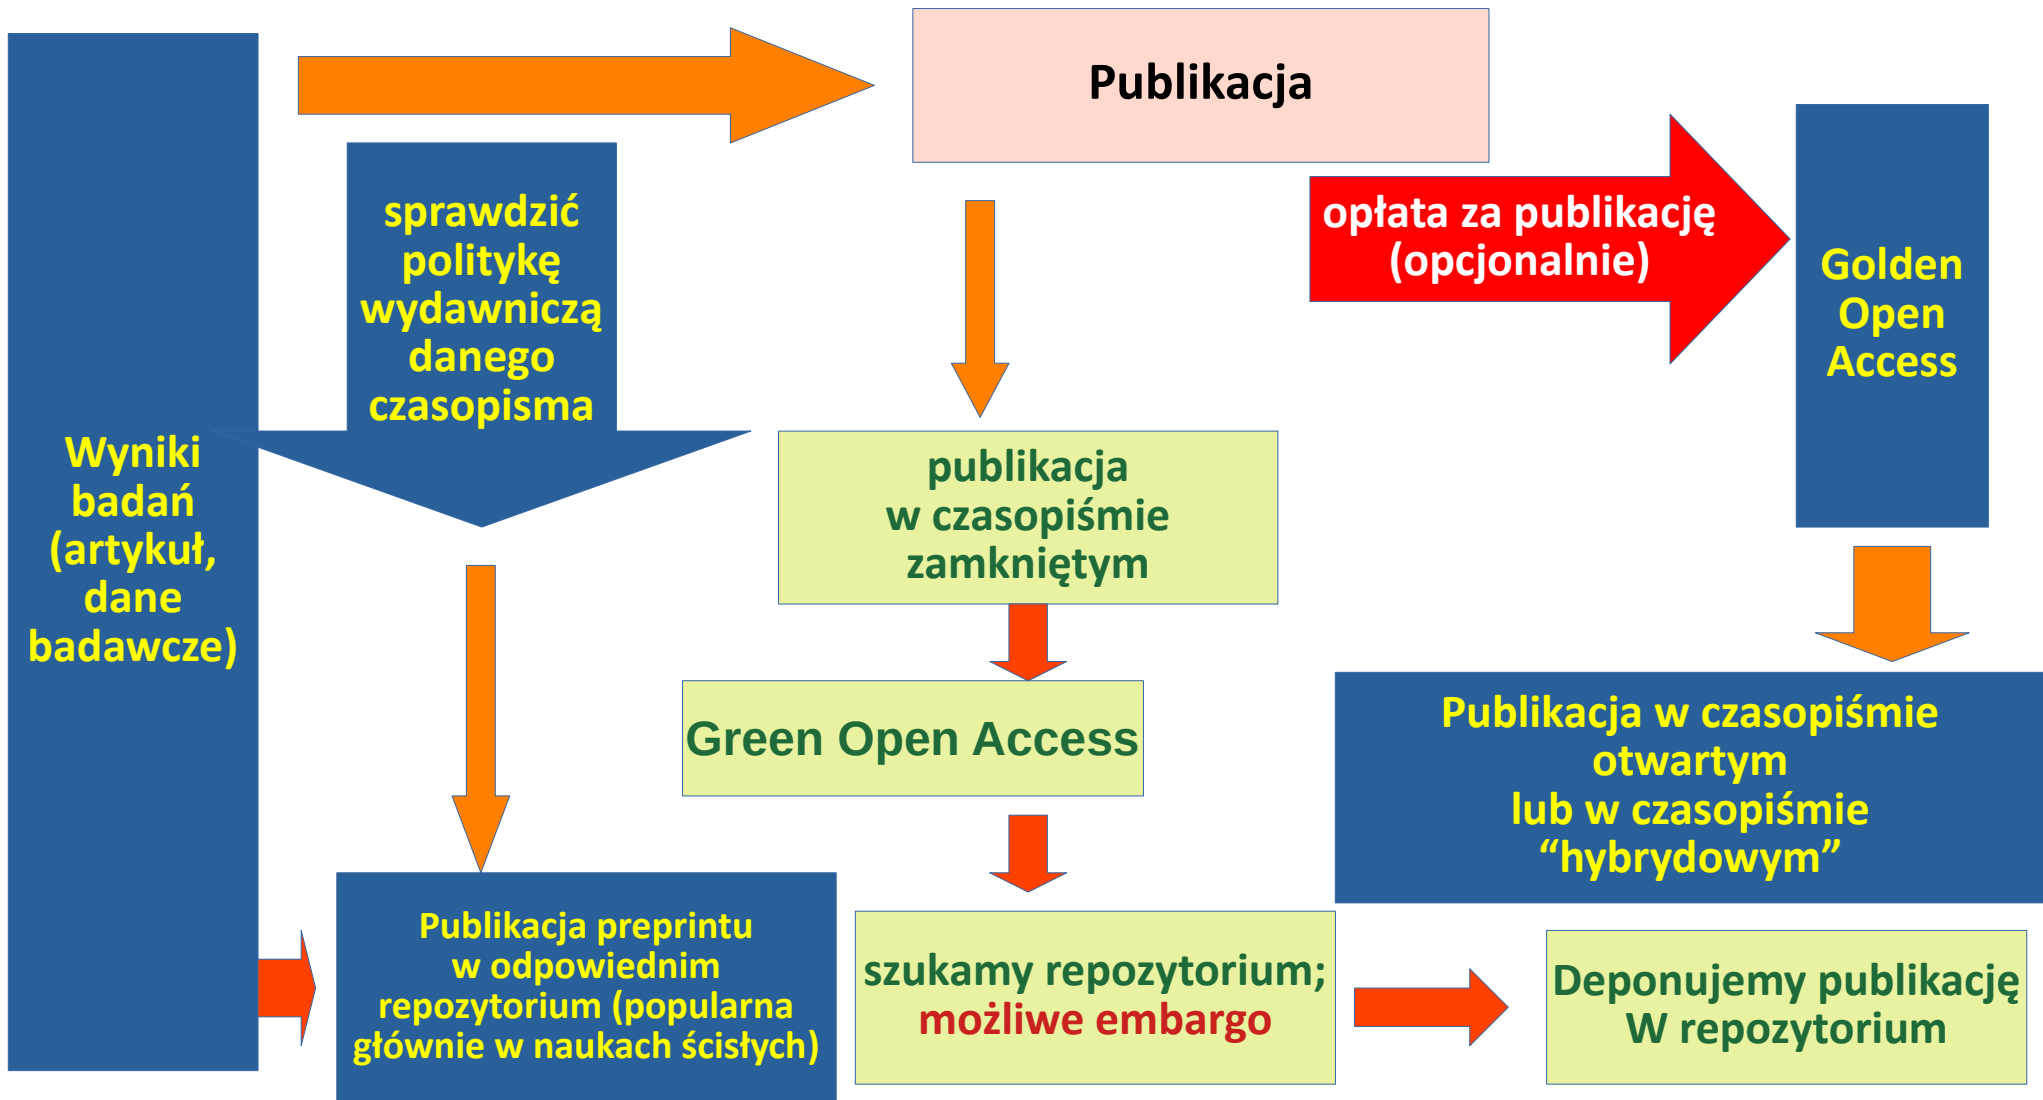 Publikacja
sprawdzić
politykę
wydawniczą
danego
czasopisma
opłata za publikację
(opcjonalnie)
Golden
Open
Access
Wyniki
badań
(artykuł,
dane
badawcze)
publikacja
w czasopiśmie
zamkniętym
Green Open Access
Publikacja w czasopiśmie
otwartym
lub w czasopiśmie
“hybrydowym”
Publikacja preprintu
w odpowiednim
repozytorium (popularna
głównie w naukach ścisłych)
szukamy repozytorium;
możliwe embargo
Deponujemy publikację
W repozytorium